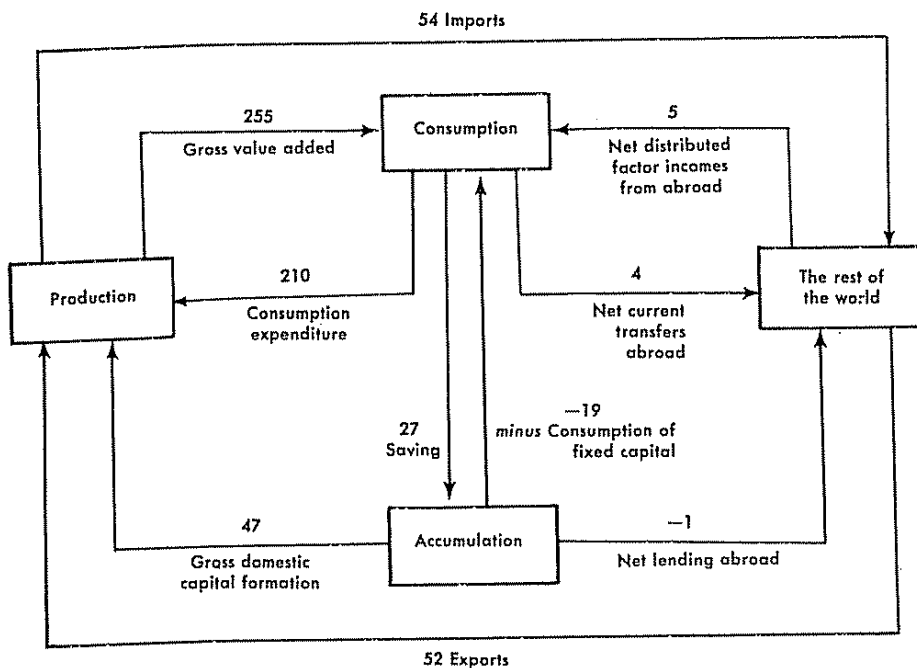 54 Imports
255
Gross value added
Consumption
5
Net distributed
factor incomes
from abroad
Production
210
Consumption
expenditure
4
Net current
transfers
abroad
The rest of
the world
27
Saving
—19
minus Consumption of
fixed capital
47
Gross domestic
capital formation
Accumulation
—1
Net lending abroad
52 Exports